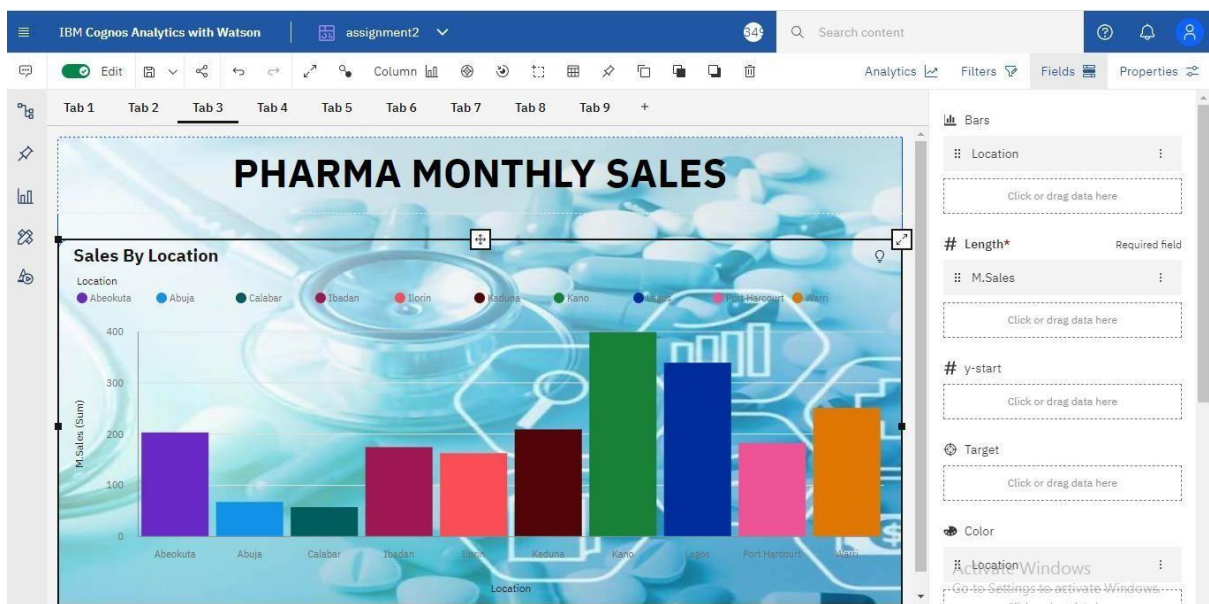 IBM Cognos Analytics with Watson assignment2 Search content
Edit Column Analytics Filters Fields Properties
Tab 1 Tab 2 Tab 3 Tab 4 Tab 5 Tab 6 Tab 7 Tab 8 Tab 9 +
PHARMA MONTHLY SALES
Sales By Location
Location
Abeokuta Abuja Calabar Ibadan Ilorin Kaduna Kano Lagos Port Harcourt Warri
400
300
200
100
0
M.Sales (Sum)
Abeokuta Abuja Calabar Ibadan Ilorin Kaduna Kano Lagos Port Harcourt Warri
Location
Bars
Location
Click or drag data here
# Length* Required field
M.Sales
Click or drag data here
# y-start
Click or drag data here
Target
Click or drag data here
Color
Location
Activate Windows
Go to Settings to activate Windows.